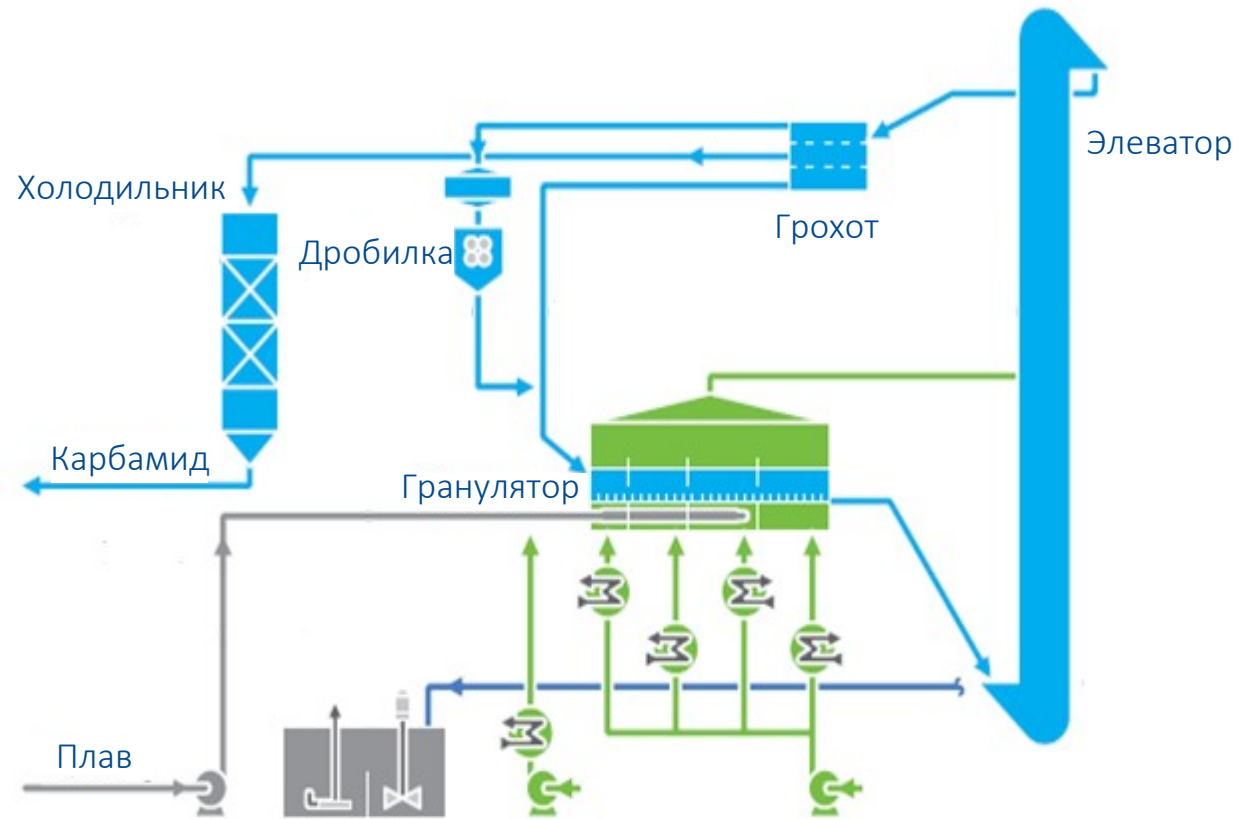 Элеватор
Холодильник
Грохот
Дробилка
Карбамид
Гранулятор
Плав